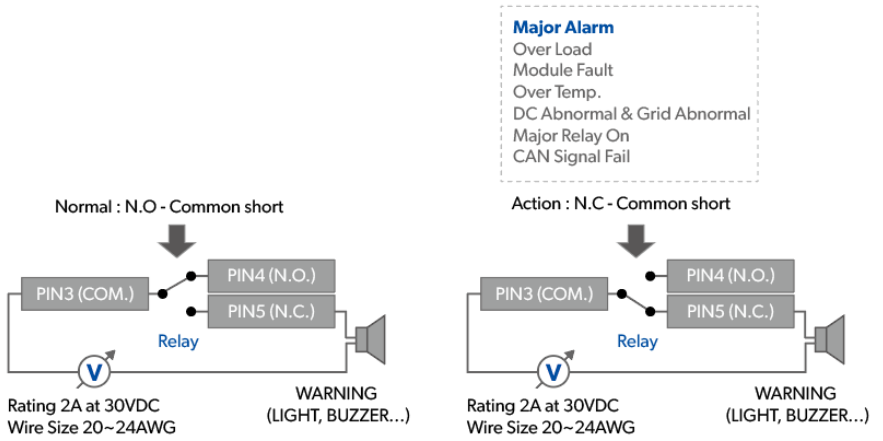 Major Alarm
Over Load
Module Fault
Over Temp.
DC Abnormal & Grid Abnormal
Major Relay On
CAN Signal Fail
Normal : N.O - Common short
PIN3 (COM.)
PIN4 (N.O.)
PIN5 (N.C.)
Relay
V
Rating 2A at 30VDC
Wire Size 20~24AWG
WARNING
(LIGHT, BUZZER...)
Action : N.C - Common short
PIN3 (COM.)
PIN4 (N.O.)
PIN5 (N.C.)
Relay
V
Rating 2A at 30VDC
Wire Size 20~24AWG
WARNING
(LIGHT, BUZZER...)